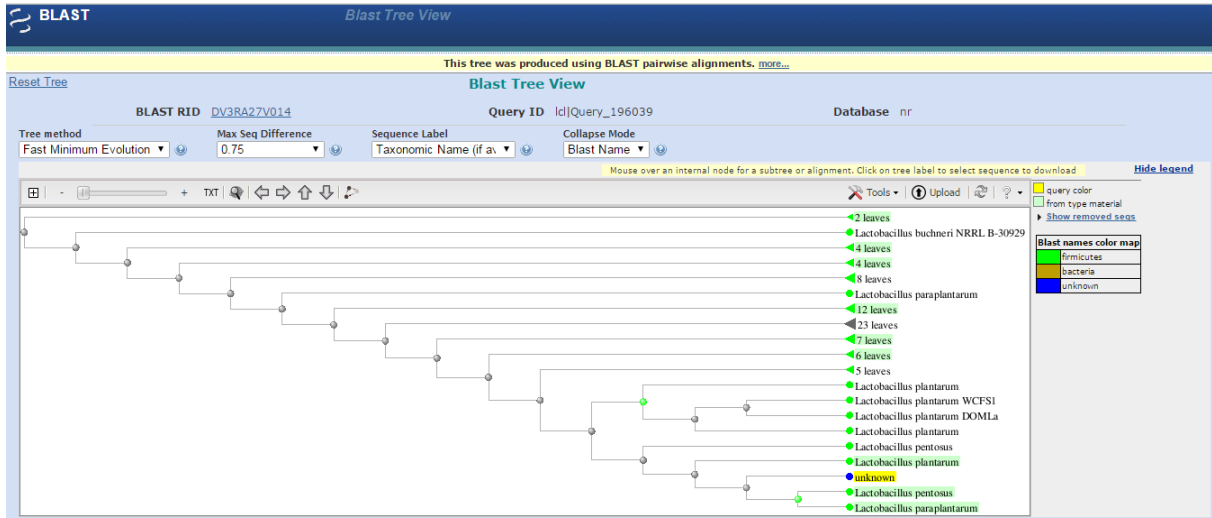 BLAST Blast Tree View
This tree was produced using BLAST pairwise alignments. more...
Reset Tree Blast Tree View
BLAST RID DV3RA27V014 Query ID lcl|Query_196039 Database nr
Tree method Max Seq Difference Sequence Label Collapse Mode
Fast Minimum Evolution 0.75 Taxonomic Name (if av Blast Name
Mouse over an internal node for a subtree or alignment. Click on tree label to select sequence to download Hide legend
- + TXT Tools Upload ?
query color
from type material
Show removed seqs
Blast names color map
firmicutes
bacteria
unknown
2 leaves
Lactobacillus buchneri NRRL B-30929
4 leaves
4 leaves
8 leaves
Lactobacillus paraplantarum
12 leaves
23 leaves
7 leaves
6 leaves
5 leaves
Lactobacillus plantarum
Lactobacillus plantarum WCFS1
Lactobacillus plantarum DOMLa
Lactobacillus plantarum
Lactobacillus pentosus
Lactobacillus plantarum
unknown
Lactobacillus pentosus
Lactobacillus paraplantarum